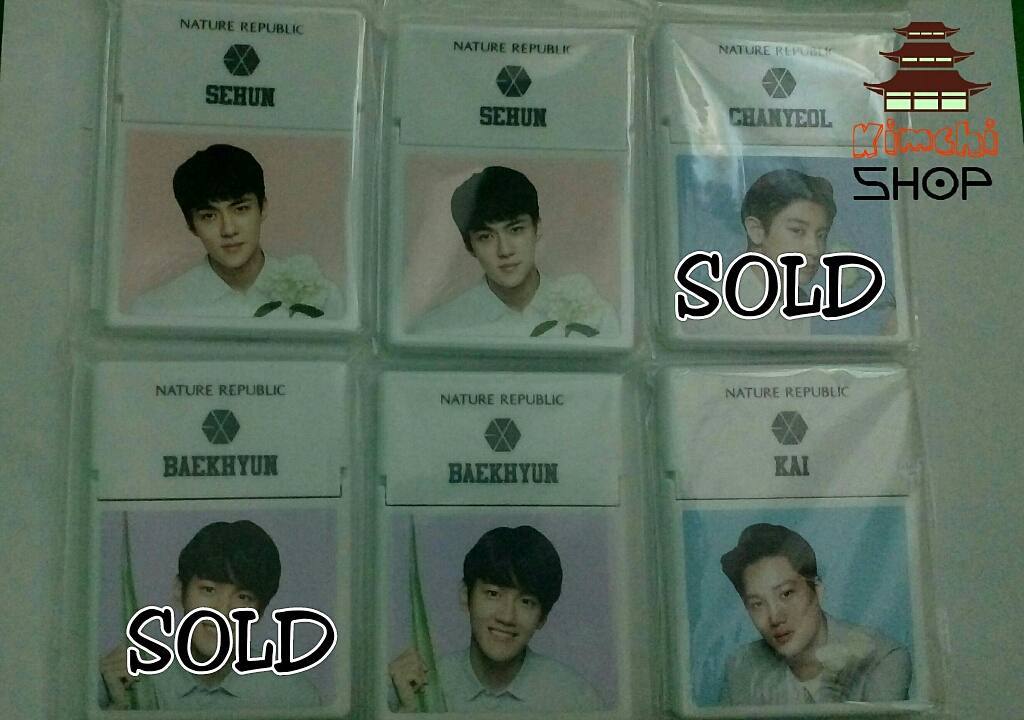 NATURE REPUBLIC
SEHUN
NATURE REPUBLIC
SEHUN
NATURE REPUBLIC
CHANYEOL
Kimchi
SHOP
SOLD
NATURE REPUBLIC
BAEKHYUN
SOLD
NATURE REPUBLIC
BAEKHYUN
NATURE REPUBLIC
KAI